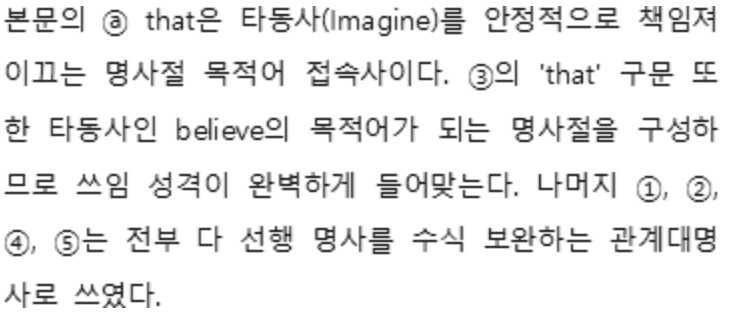 본문의 ⓐ that은 타동사(Imagine)를 안정적으로 책임져
이끄는 명사절 목적어 접속사이다. ③의 'that' 구문 또
한 타동사인 believe의 목적어가 되는 명사절을 구성하
므로 쓰임 성격이 완벽하게 들어맞는다. 나머지 ①, ②,
④, ⑤는 전부 다 선행 명사를 수식 보완하는 관계대명
사로 쓰였다.